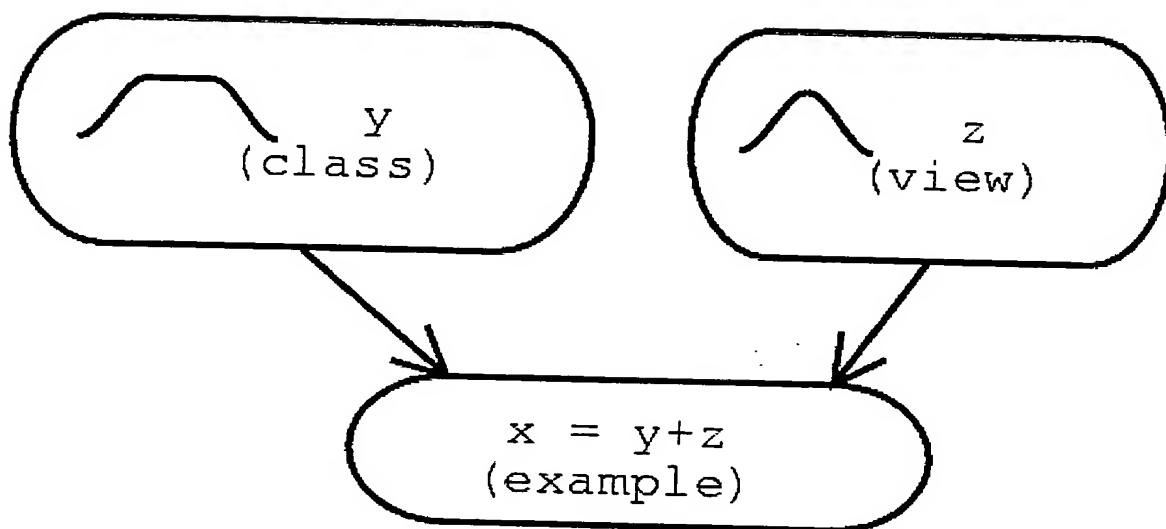 y
(class)
z
(view)
x = y+z
(example)